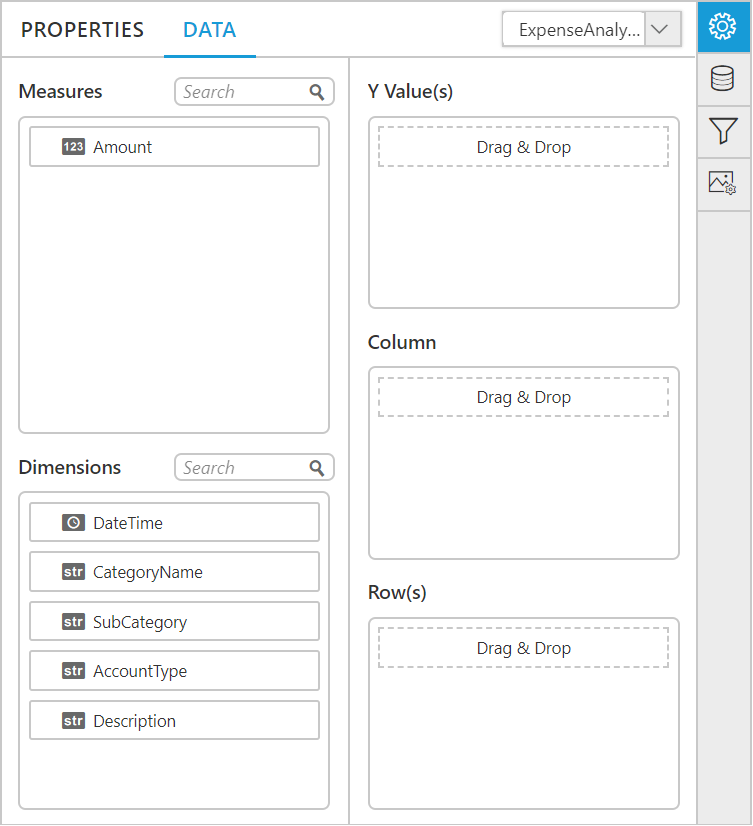 PROPERTIES DATA ExpenseAnaly...
Measures Search
123 Amount
Dimensions Search
DateTime
str CategoryName
str SubCategory
str AccountType
str Description
Y Value(s)
Drag & Drop
Column
Drag & Drop
Row(s)
Drag & Drop